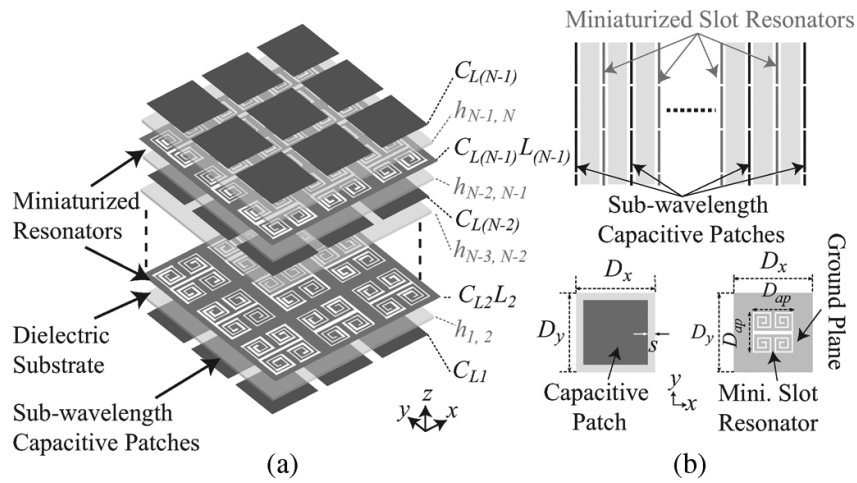 C_{L(N-1)}
h_{N-1, N}
C_{L(N-1)}L_{(N-1)}
h_{N-2, N-1}
C_{L(N-2)}
h_{N-3, N-2}
C_{L2}L_2
h_{1, 2}
C_{L1}
Miniaturized
Resonators
Dielectric
Substrate
Sub-wavelength
Capacitive Patches
z
y
x
(a)
Miniaturized Slot Resonators
Sub-wavelength
Capacitive Patches
D_x
D_y
s
Capacitive
Patch
y
x
D_x
D_{ap}
D_y
D_{ap}
Ground Plane
Mini. Slot
Resonator
(b)